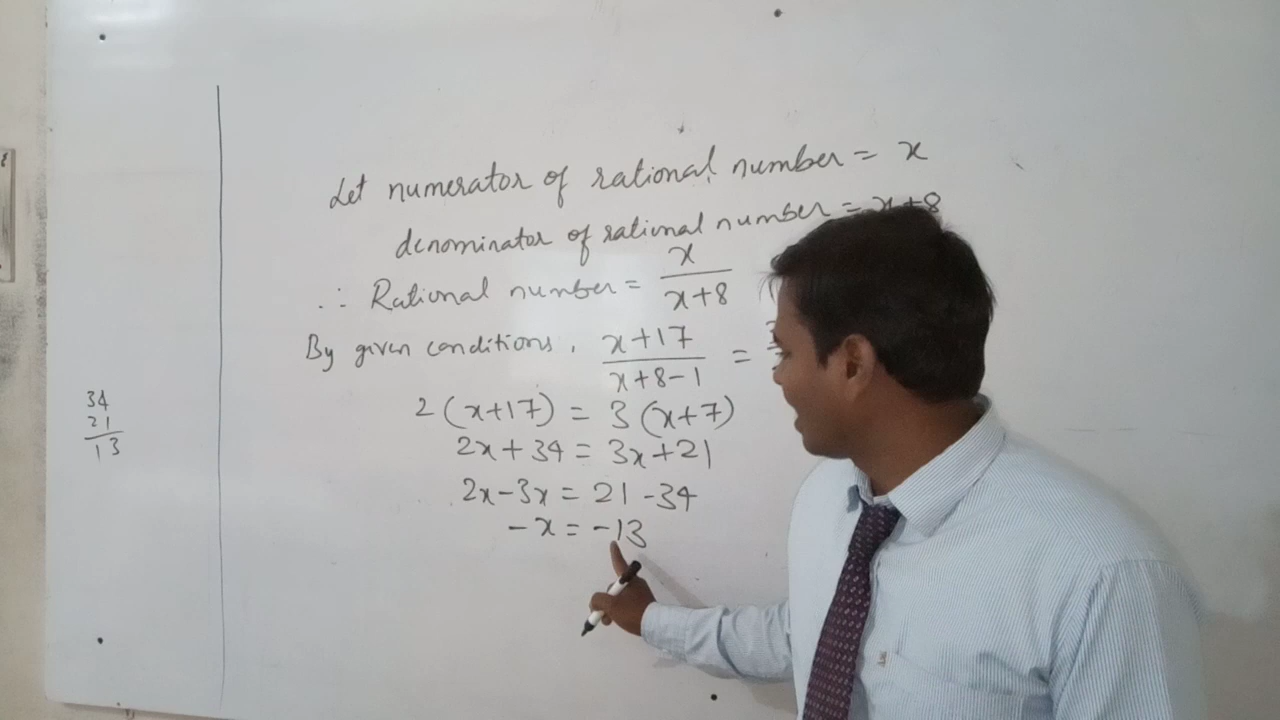 Let numerator of rational number = x
denominator of rational number = x+8
∴ Rational number = x/(x+8)
By given conditions, (x+17)/(x+8-1) =
2(x+17) = 3(x+7)
2x+34 = 3x+21
2x-3x = 21-34
-x = -13
34
21
13